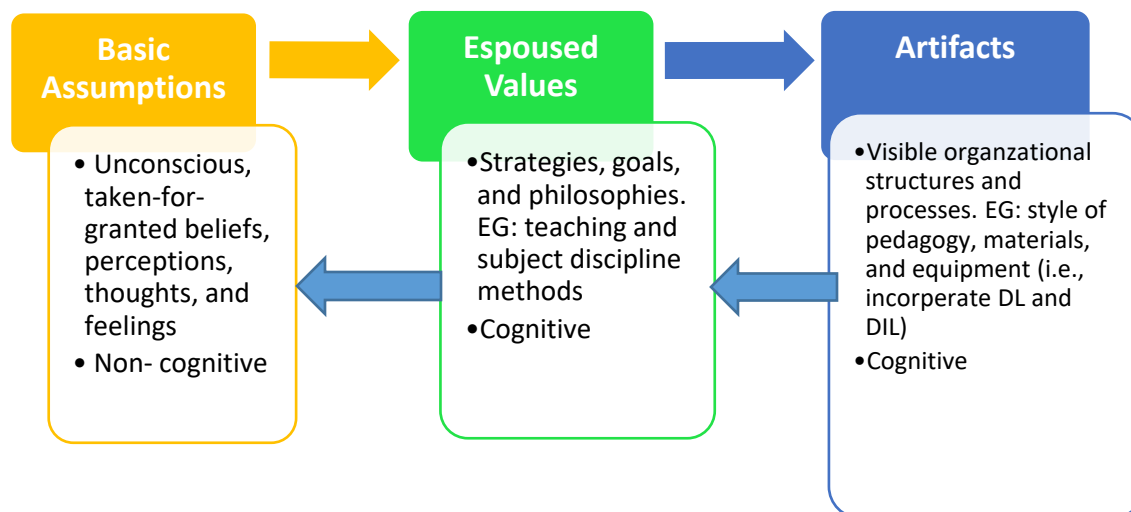 Basic
Assumptions
• Unconscious,
taken-for-
granted beliefs,
perceptions,
thoughts, and
feelings
• Non- cognitive
Espoused
Values
•Strategies, goals,
and philosophies.
EG: teaching and
subject discipline
methods
•Cognitive
Artifacts
•Visible organzational
structures and
processes. EG: style of
pedagogy, materials,
and equipment (i.e.,
incorperate DL and
DIL)
•Cognitive